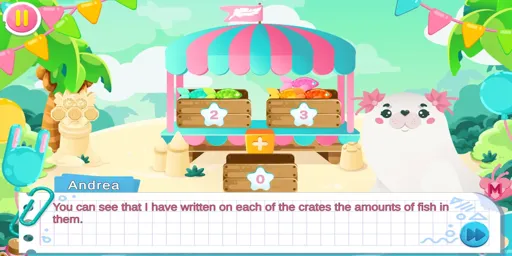 2
3
+
0
M
Andrea
You can see that I have written on each of the crates the amounts of fish in
them.